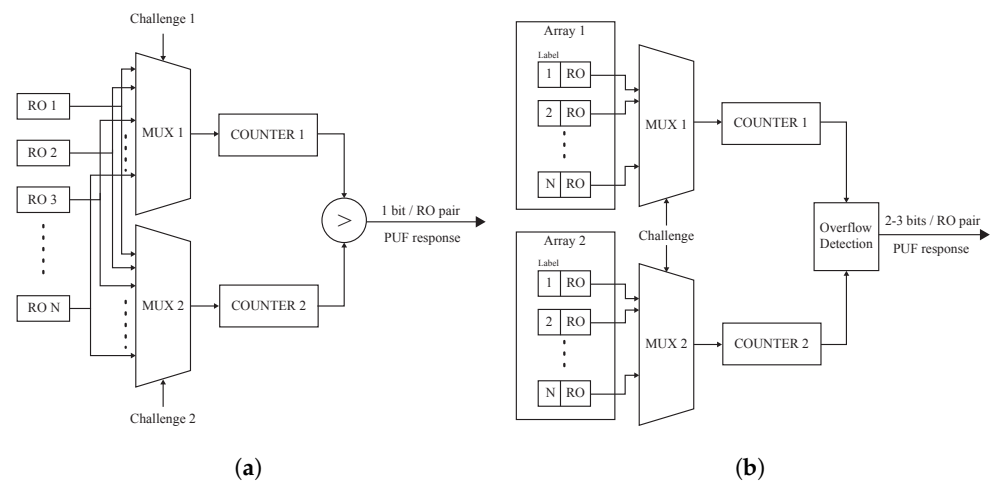 Challenge 1
RO 1
RO 2
RO 3
RO N
MUX 1
COUNTER 1
>
1 bit / RO pair
PUF response
MUX 2
COUNTER 2
Challenge 2
(a)
Array 1
Label
1 RO
2 RO
N RO
MUX 1
COUNTER 1
Challenge
Overflow
Detection
2-3 bits / RO pair
PUF response
Array 2
Label
1 RO
2 RO
N RO
MUX 2
COUNTER 2
(b)